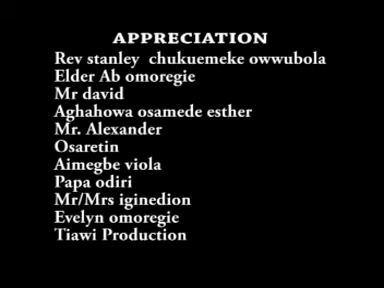 APPRECIATION
Rev stanley chukuemeke owwubola
Elder Ab omoregie
Mr david
Aghahowa osamede esther
Mr. Alexander
Osaretin
Aimegbe viola
Papa odiri
Mr/Mrs iginedion
Evelyn omoregie
Tiawi Production